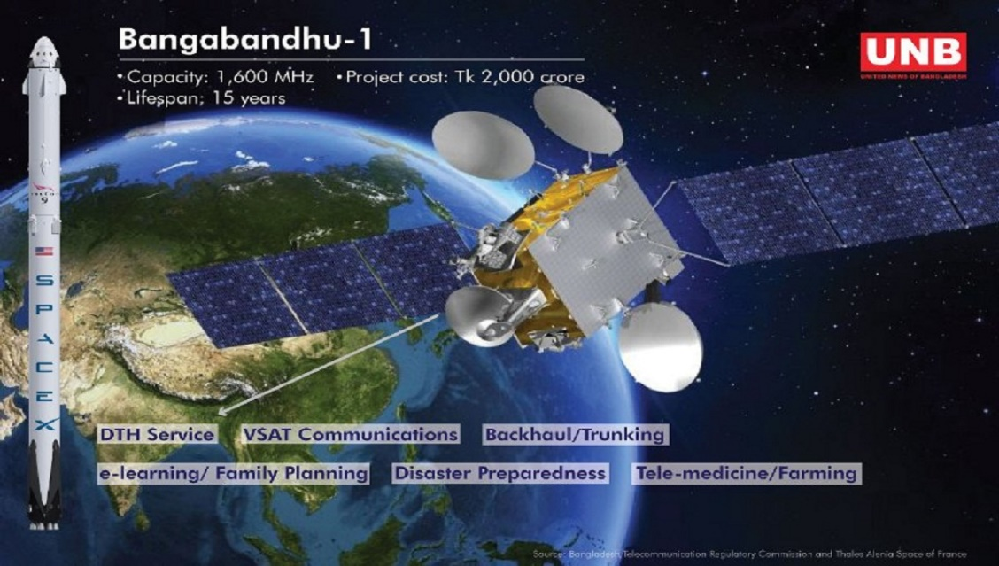 Bangabandhu-1
• Capacity: 1,600 MHz • Project cost: Tk 2,000 crore
• Lifespan; 15 years
UNB
UNITED NEWS OF BANGLADESH
9
SPACEX
DTH Service VSAT Communications Backhaul/Trunking
e-learning/ Family Planning Disaster Preparedness Tele-medicine/Farming
Source: Bangladesh Telecommunication Regulatory Commission and Thales Alenia Space of France